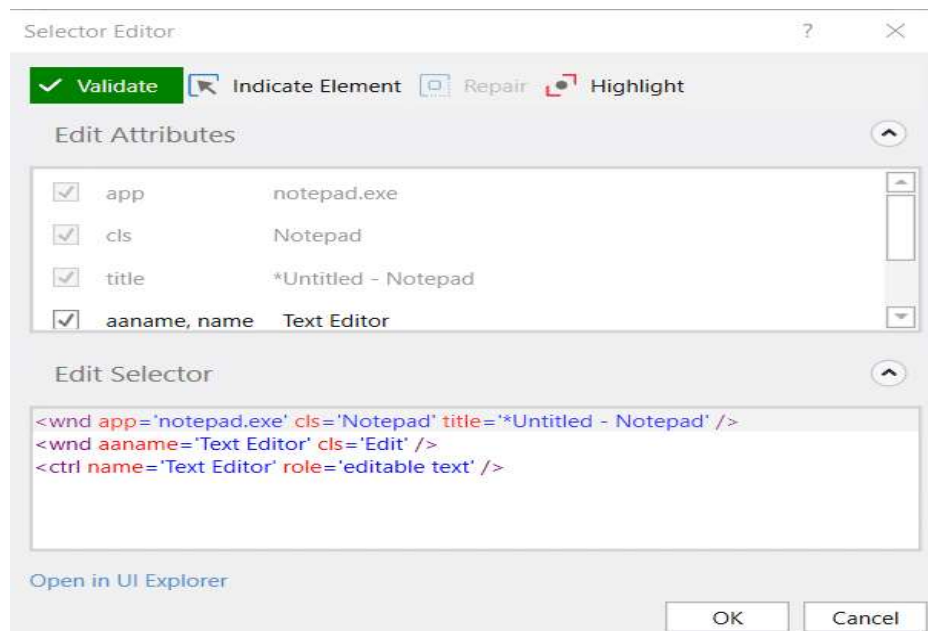 Selector Editor ?
Validate Indicate Element Repair Highlight
Edit Attributes
app notepad.exe
cls Notepad
title *Untitled - Notepad
aaname, name Text Editor
Edit Selector
<wnd app='notepad.exe' cls='Notepad' title='*Untitled - Notepad' />
<wnd aaname='Text Editor' cls='Edit' />
<ctrl name='Text Editor' role='editable text' />
Open in UI Explorer
OK Cancel